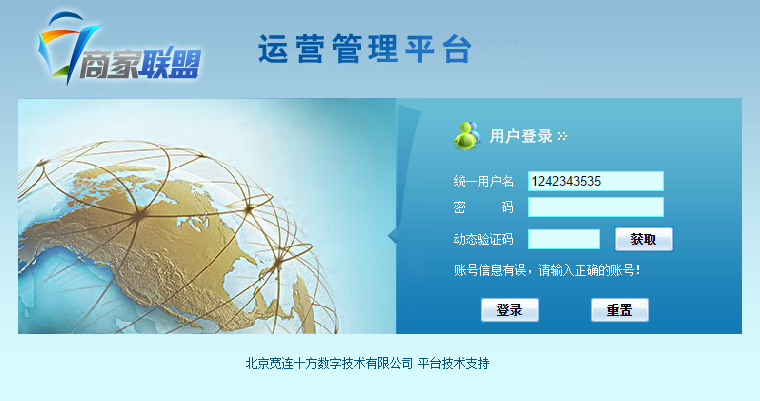 商家联盟
运营管理平台
用户登录
统一用户名 1242343535
密 码
动态验证码 获取
账号信息有误，请输入正确的账号！
登录 重置
北京宽连十方数字技术有限公司 平台技术支持